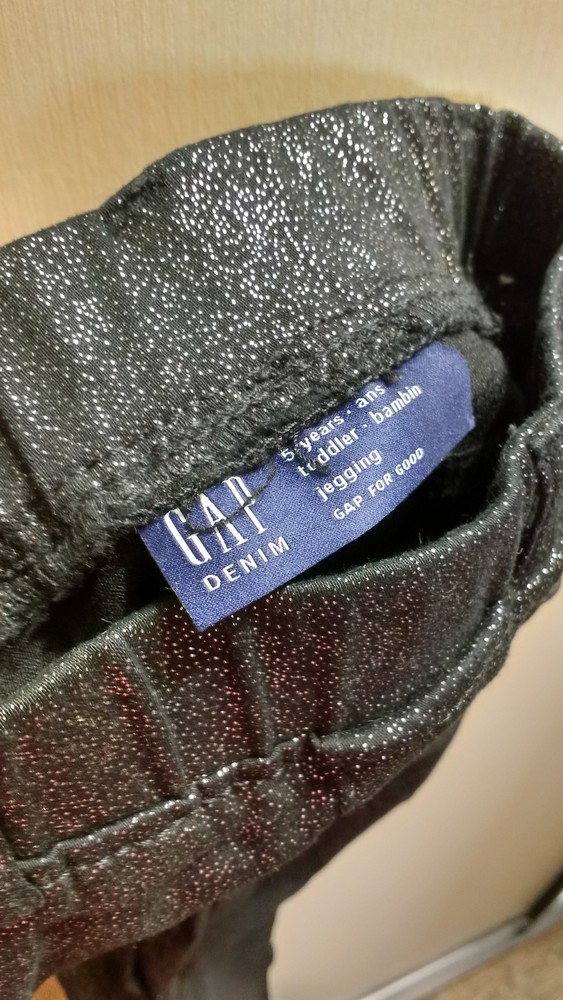 GAP
DENIM
5 years · ans
toddler · bambin
jegging
GAP FOR GOOD